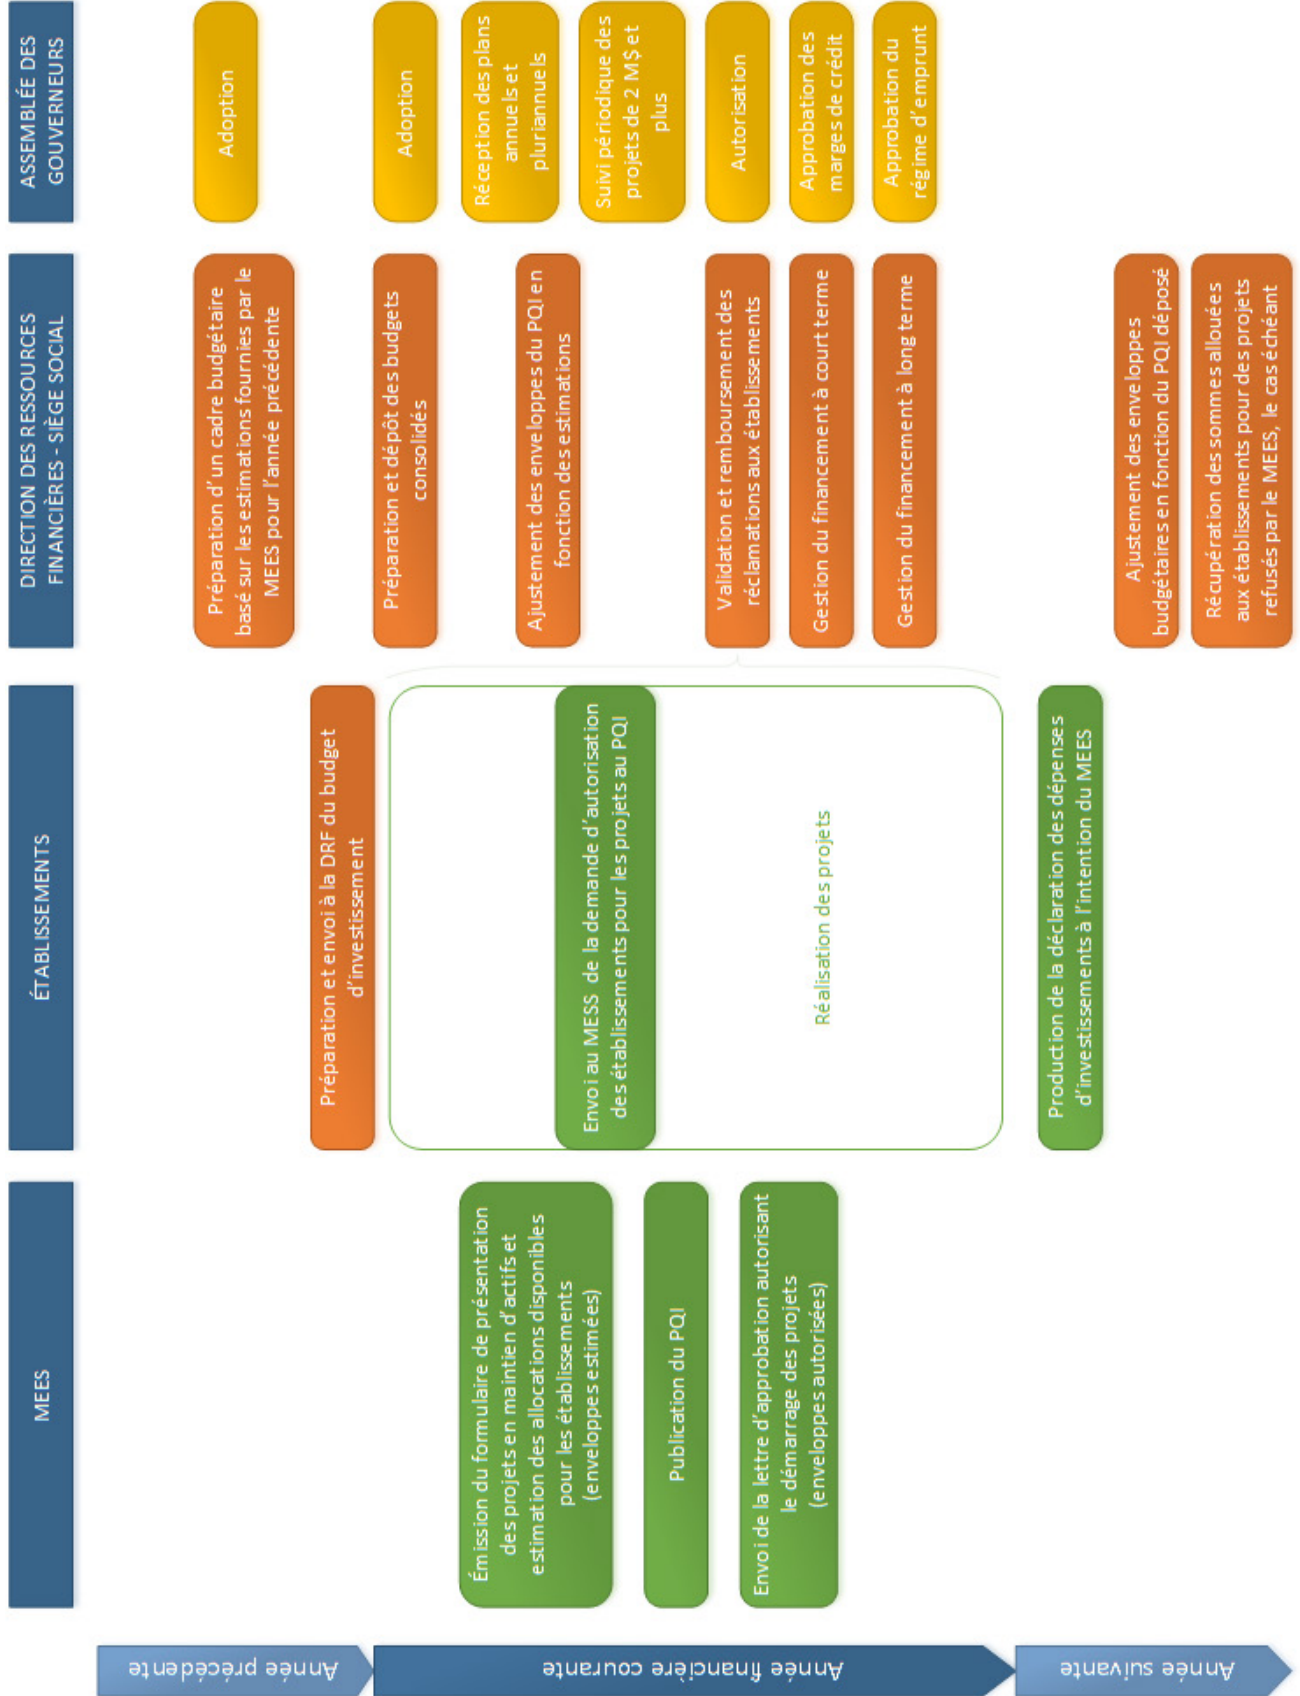 MEES
ÉTABLISSEMENTS
DIRECTION DES RESSOURCES
FINANCIÈRES - SIÈGE SOCIAL
ASSEMBLÉE DES
GOUVERNEURS
Année précédente
Préparation d'un cadre budgétaire
basé sur les estimations fournies par le
MEES pour l'année précédente
Adoption
Préparation et envoi à la DRF du budget
d'investissement
Année financière courante
Préparation et dépôt des budgets
consolidés
Adoption
Émission du formulaire de présentation
des projets en maintien d'actifs et
estimation des allocations disponibles
pour les établissements
(enveloppes estimées)
Réception des plans
annuels et
pluriannuels
Ajustement des enveloppes du PQI en
fonction des estimations
Envoi au MESS de la demande d'autorisation
des établissements pour les projets au PQI
Suivi périodique des
projets de 2 M$ et
plus
Publication du PQI
Validation et remboursement des
réclamations aux établissements
Autorisation
Envoi de la lettre d'approbation autorisant
le démarrage des projets
(enveloppes autorisées)
Réalisation des projets
Gestion du financement à court terme
Approbation des
marges de crédit
Gestion du financement à long terme
Approbation du
régime d'emprunt
Année suivante
Production de la déclaration des dépenses
d'investissements à l'intention du MEES
Ajustement des enveloppes
budgétaires en fonction du PQI déposé
Récupération des sommes allouées
aux établissements pour des projets
refusés par le MEES, le cas échéant